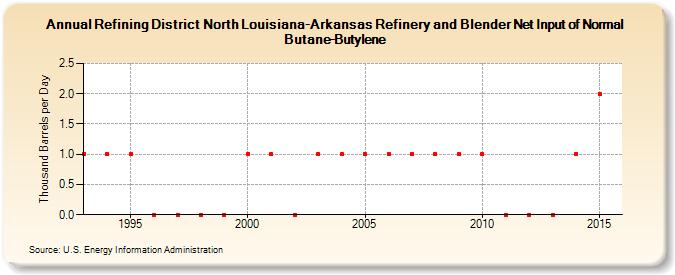 Annual Refining District North Louisiana-Arkansas Refinery and Blender Net Input of Normal
Butane-Butylene
Thousand Barrels per Day
2.5
2.0
1.5
1.0
0.5
0.0
1995
2000
2005
2010
2015
Source: U.S. Energy Information Administration